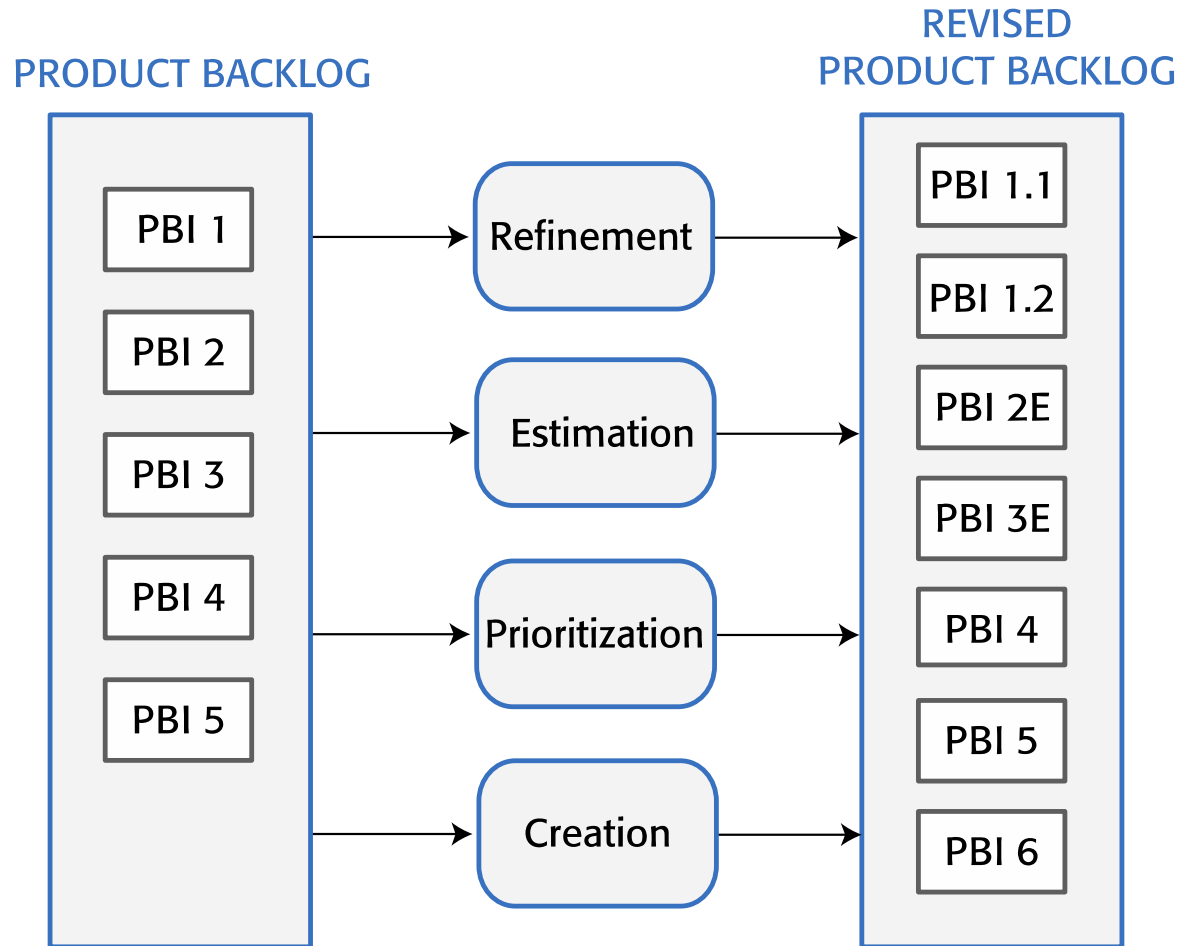 PRODUCT BACKLOG
PBI 1
PBI 2
PBI 3
PBI 4
PBI 5
Refinement
Estimation
Prioritization
Creation
REVISED
PRODUCT BACKLOG
PBI 1.1
PBI 1.2
PBI 2E
PBI 3E
PBI 4
PBI 5
PBI 6